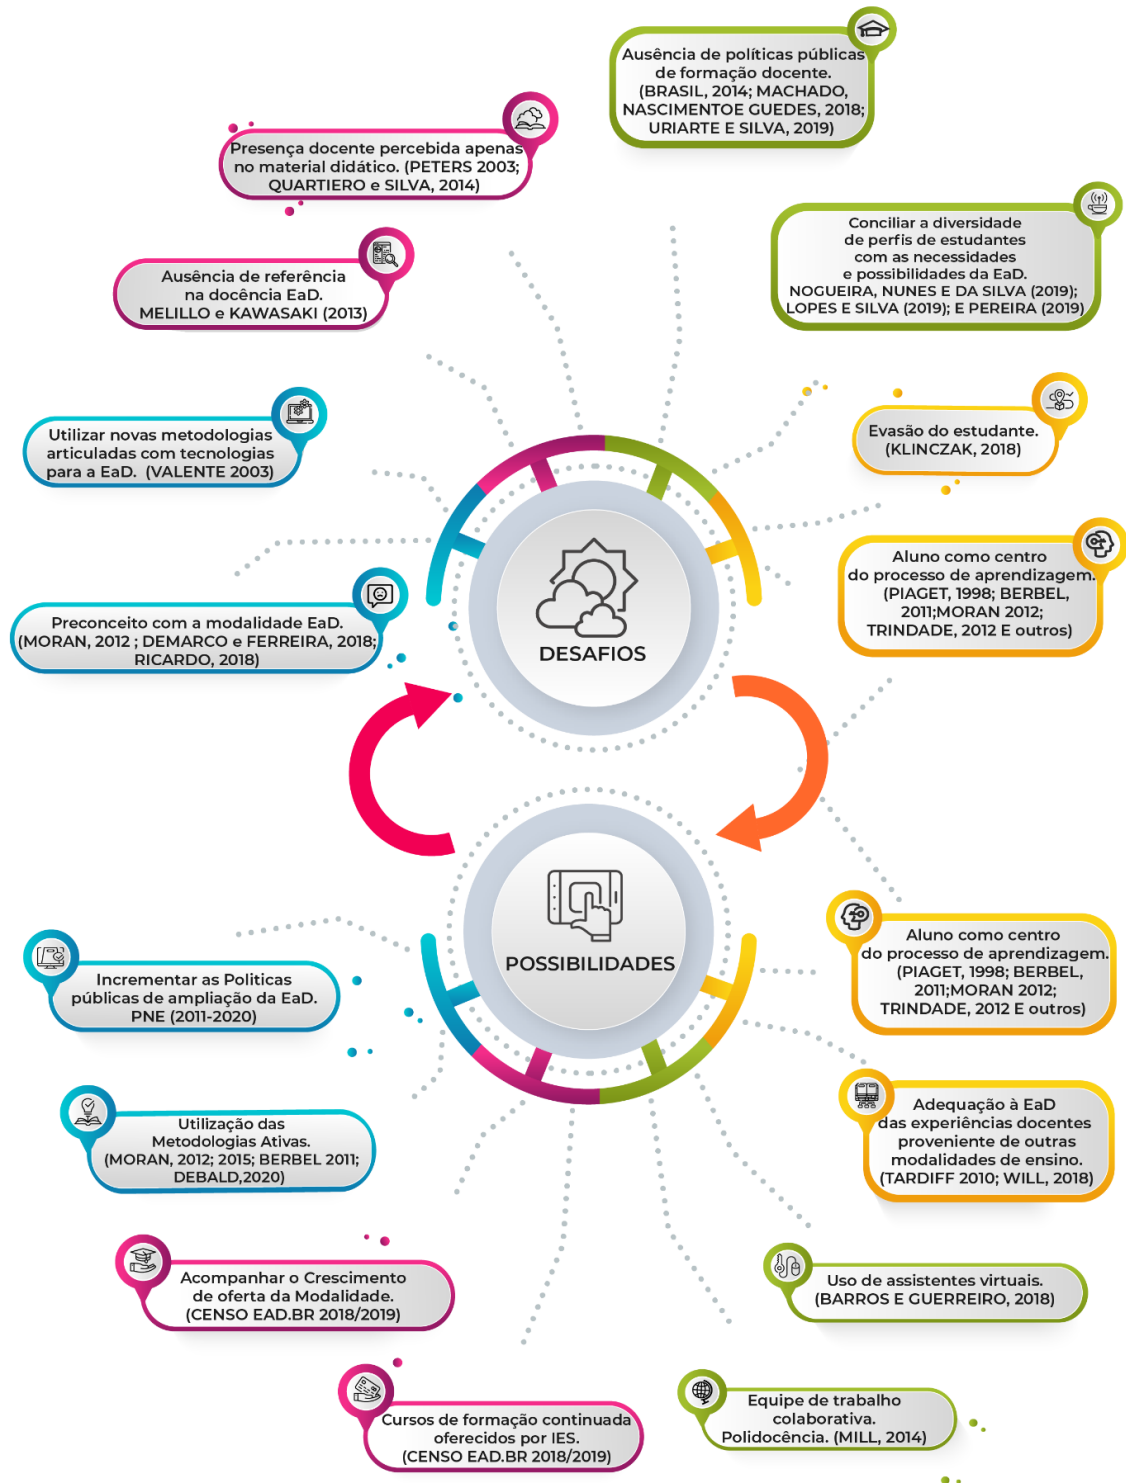 Ausência de políticas públicas
de formação docente.
(BRASIL, 2014; MACHADO,
NASCIMENTOE GUEDES, 2018;
URIARTE E SILVA, 2019)
Presença docente percebida apenas
no material didático. (PETERS 2003;
QUARTIERO e SILVA, 2014)
Conciliar a diversidade
de perfis de estudantes
com as necessidades
e possibilidades da EaD.
NOGUEIRA, NUNES E DA SILVA (2019);
LOPES E SILVA (2019); E PEREIRA (2019)
Ausência de referência
na docência EaD.
MELILLO e KAWASAKI (2013)
Utilizar novas metodologias
articuladas com tecnologias
para a EaD.  (VALENTE 2003)
Evasão do estudante.
(KLINCZAK, 2018)
Aluno como centro
do processo de aprendizagem.
(PIAGET, 1998; BERBEL,
2011;MORAN 2012;
TRINDADE, 2012 E outros)
Preconceito com a modalidade EaD.
(MORAN, 2012 ; DEMARCO e FERREIRA, 2018;
RICARDO, 2018)
DESAFIOS
POSSIBILIDADES
Incrementar as Politicas
públicas de ampliação da EaD.
PNE (2011-2020)
Aluno como centro
do processo de aprendizagem.
(PIAGET, 1998; BERBEL,
2011;MORAN 2012;
TRINDADE, 2012 E outros)
Utilização das
Metodologias Ativas.
(MORAN, 2012; 2015; BERBEL 2011;
DEBALD,2020)
Adequação à EaD
das experiências docentes
proveniente de outras
modalidades de ensino.
(TARDIFF 2010; WILL, 2018)
Acompanhar o Crescimento
de oferta da Modalidade.
(CENSO EAD.BR 2018/2019)
Uso de assistentes virtuais.
(BARROS E GUERREIRO, 2018)
Cursos de formação continuada
oferecidos por IES.
(CENSO EAD.BR 2018/2019)
Equipe de trabalho
colaborativa.
Polidocência. (MILL, 2014)